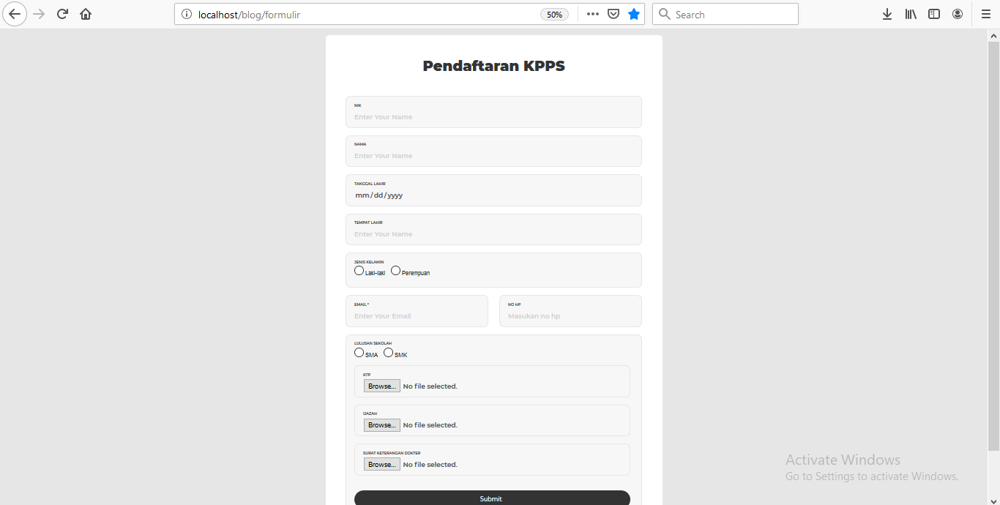 localhost/blog/formulir
50%
Search
Pendaftaran KPPS
NIK
Enter Your Name
NAMA
Enter Your Name
TANGGAL LAHIR
mm/dd/yyyy
TEMPAT LAHIR
Enter Your Name
JENIS KELAMIN
Laki-laki Perempuan
EMAIL * NO HP
Enter Your Email Masukan no hp
LULUSAN SEKOLAH
SMA SMK
KTP
Browse... No file selected.
IJAZAH
Browse... No file selected.
SURAT KETERANGAN DOKTER
Browse... No file selected.
Submit
Activate Windows
Go to Settings to activate Windows.